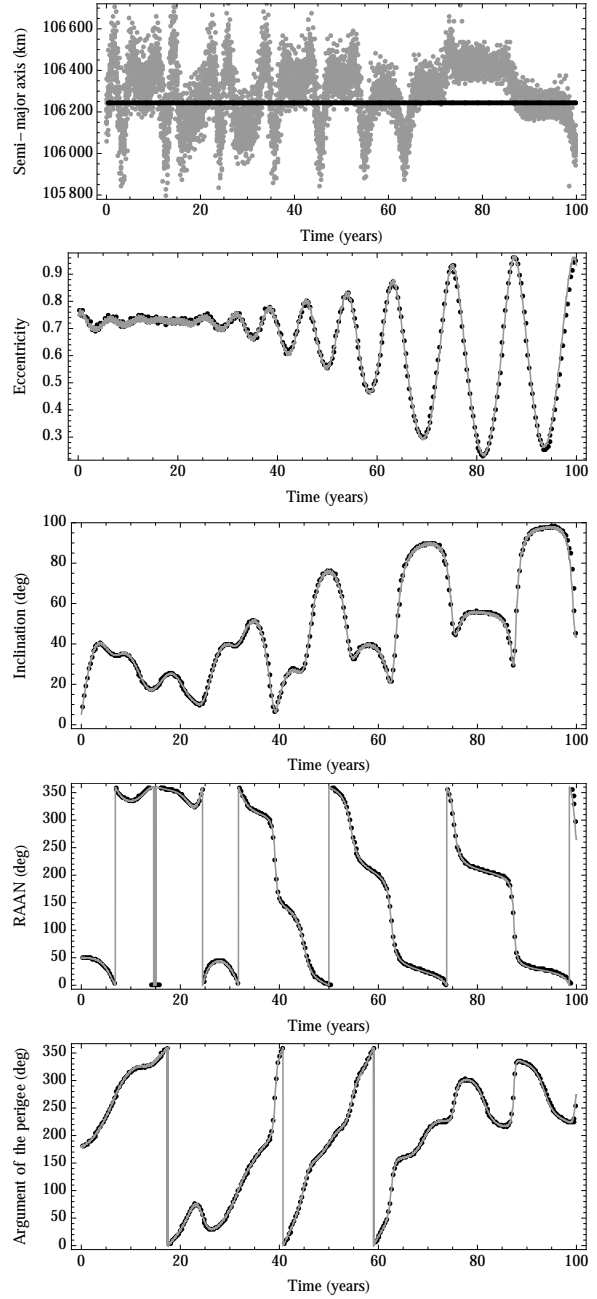 Semi-major axis (km)
106 600
106 400
106 200
106 000
105 800
0 20 40 60 80 100
Time (years)
Eccentricity
0.9
0.8
0.7
0.6
0.5
0.4
0.3
0 20 40 60 80 100
Time (years)
Inclination (deg)
100
80
60
40
20
0
0 20 40 60 80 100
Time (years)
RAAN (deg)
350
300
250
200
150
100
50
0
0 20 40 60 80 100
Time (years)
Argument of the perigee (deg)
350
300
250
200
150
100
50
0
0 20 40 60 80 100
Time (years)